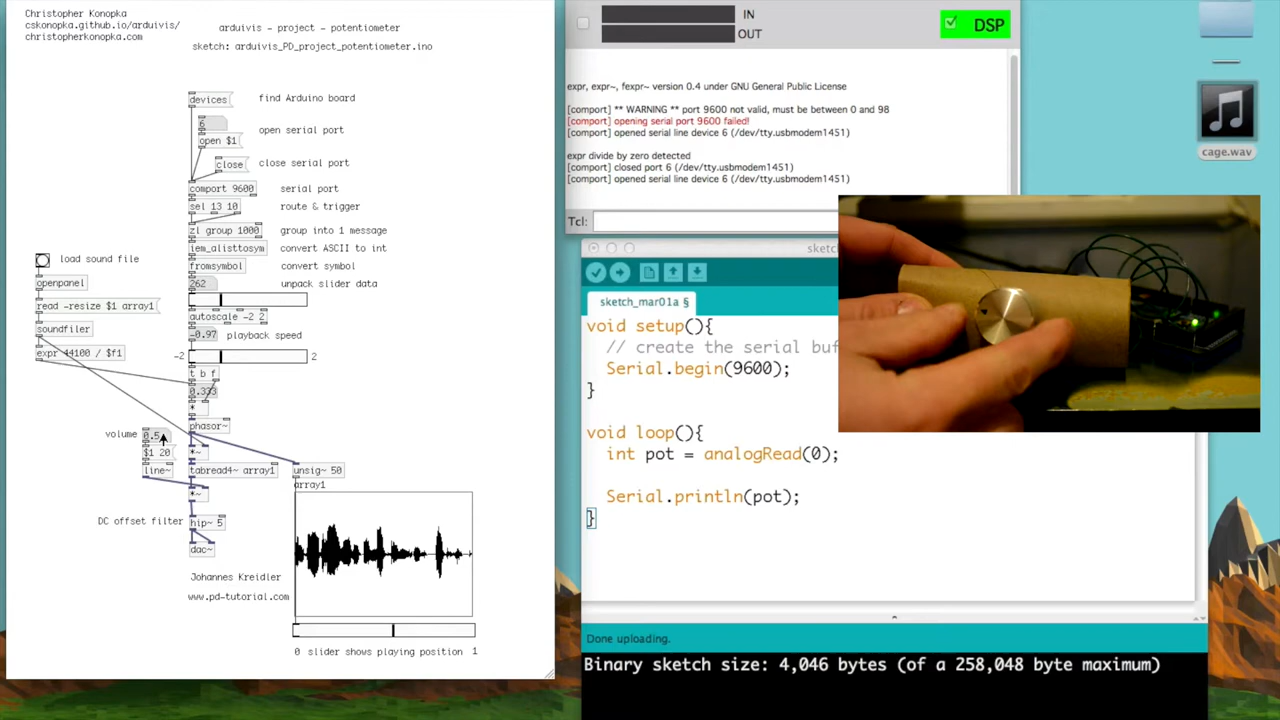 Christopher Konopka
cskonopka.github.io/arduivis/
christopherkonopka.com
arduivis - project - potentiometer
sketch: arduivis_PD_project_potentiometer.ino
devices
find Arduino board
6
open serial port
open $1
close
close serial port
comport 9600
serial port
sel 13 10
route & trigger
zl group 1000
group into 1 message
iem_alisttosym
convert ASCII to int
fromsymbol
convert symbol
262
unpack slider data
autoscale -2 2
-0.97
playback speed
-2
2
t b f
0.333
*
phasor~
load sound file
openpanel
read -resize $1 array1
soundfiler
expr 44100 / $f1
volume
0.5
$1 20
line~
*~
tabread4~ array1
unsig~ 50
array1
*~
DC offset filter
hip~ 5
dac~
Johannes Kreidler
www.pd-tutorial.com
0 slider shows playing position 1
IN
OUT
DSP
expr, expr~, fexpr~ version 0.4 under GNU General Public License
[comport] ** WARNING ** port 9600 not valid, must be between 0 and 98
[comport] opening serial port 9600 failed!
[comport] opened serial line device 6 (/dev/tty.usbmodem1451)
expr divide by zero detected
[comport] closed port 6 (/dev/tty.usbmodem1451)
[comport] opened serial line device 6 (/dev/tty.usbmodem1451)
Tcl:
cage.wav
sketc
sketch_mar01a §
void setup(){
// create the serial buf
Serial.begin(9600);
}
void loop(){
int pot = analogRead(0);
Serial.println(pot);
}
Done uploading.
Binary sketch size: 4,046 bytes (of a 258,048 byte maximum)